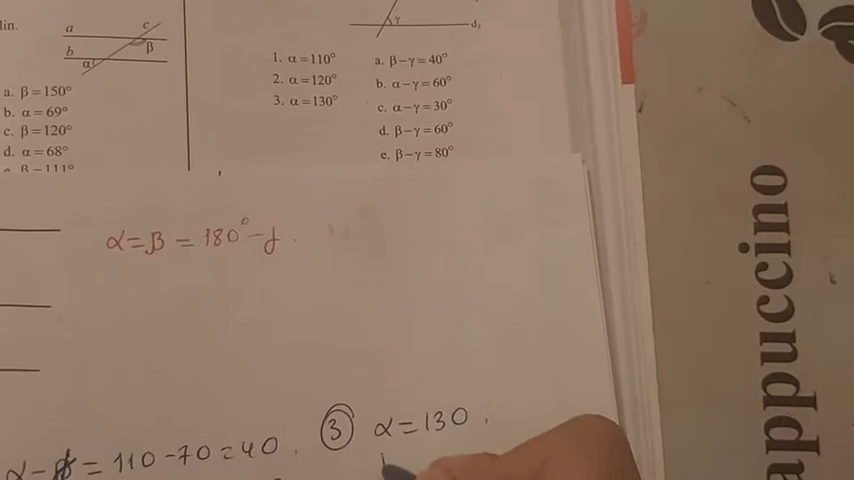 lin.
a
c
b
β
α
a. β=150°
b. α=69°
c. β=120°
d. α=68°
β=111°
γ
d₃
1. α=110°
2. α=120°
3. α=130°
a. β−γ=40°
b. α−γ=60°
c. α−γ=30°
d. β−γ=60°
e. β−γ=80°
α=β=180°−γ.
= 110−70=40.
③ α=130.
appuccino